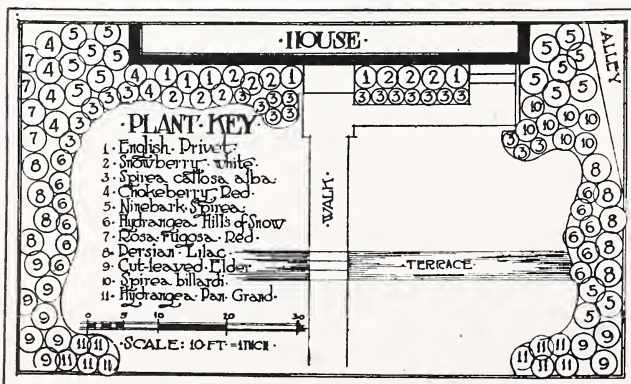 ·HOUSE·
ALLEY
·PLANT·KEY·
1· English·Privet·
2· Snowberry·white·
3· Spirea callosa alba·
4· Chokeberry·Red·
5· Ninebark·Spirea·
6· Hydrangea Hills of Snow
7· Rosa Rugosa·Red·
8· Persian·Lilac·
9· Cut-leaved·Elder
10· Spirea billardi·
11· Hydrangea·Pan·Grand·
WALK
·TERRACE·
0 5 10 20 30
·SCALE: 10 FT·=1 INCH·